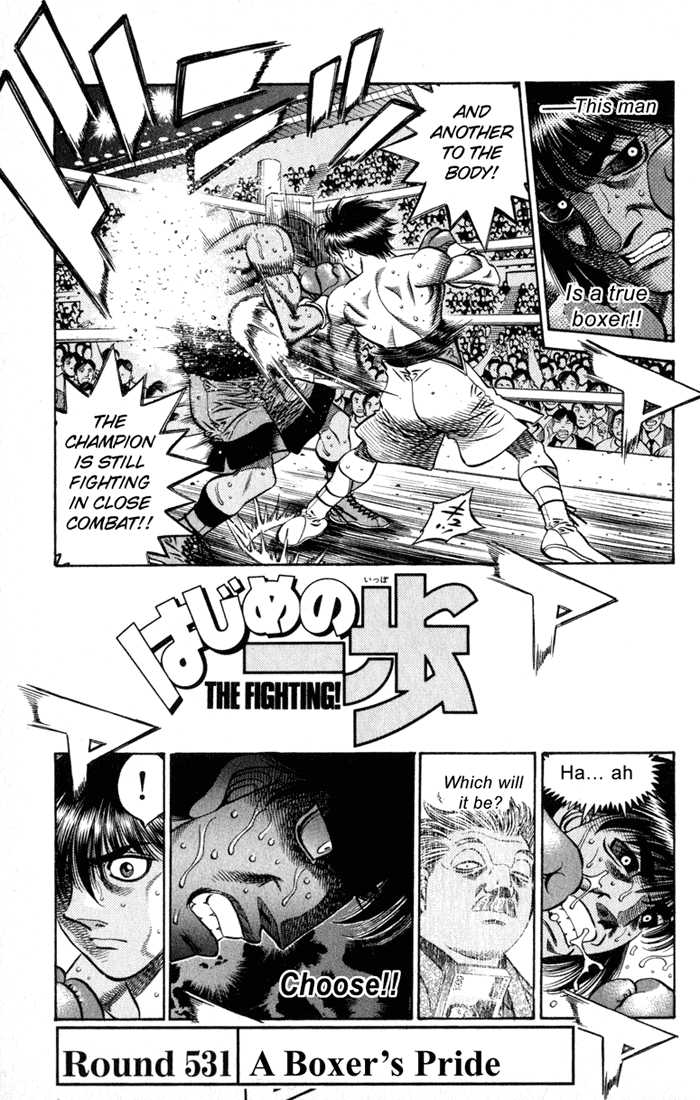 ——This man
Is a true
boxer!!
AND
ANOTHER
TO THE
BODY!
THE
CHAMPION
IS STILL
FIGHTING
IN CLOSE
COMBAT!!
はじめの一歩
いっぽ
THE FIGHTING!
Ha... ah
Which will
it be?
Choose!!
!
Round 531 A Boxer's Pride